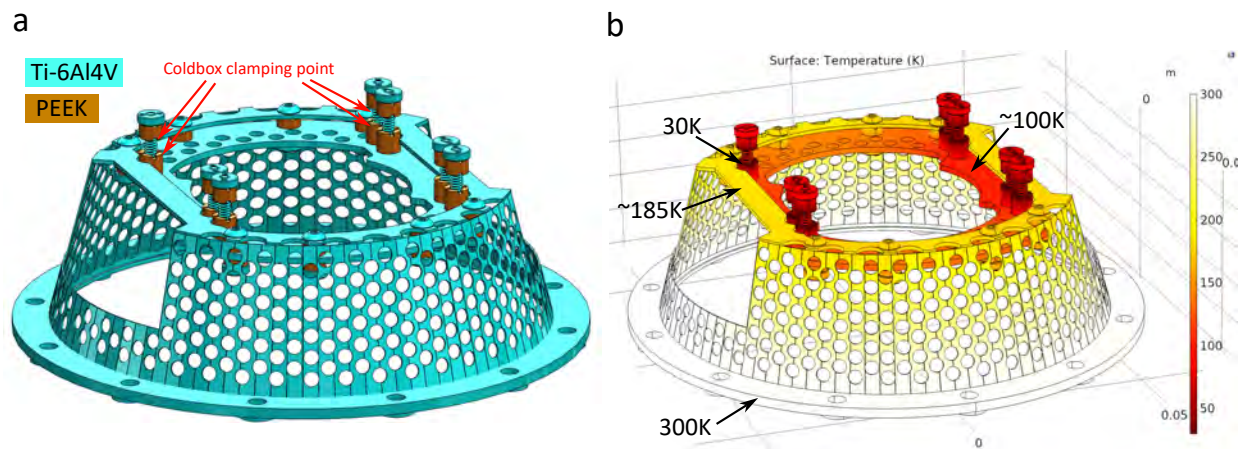 a
Ti-6Al4V
PEEK
Coldbox clamping point
b
Surface: Temperature (K)
m
0
300
250
200
150
100
50
30K
~100K
~185K
300K
0.05
0